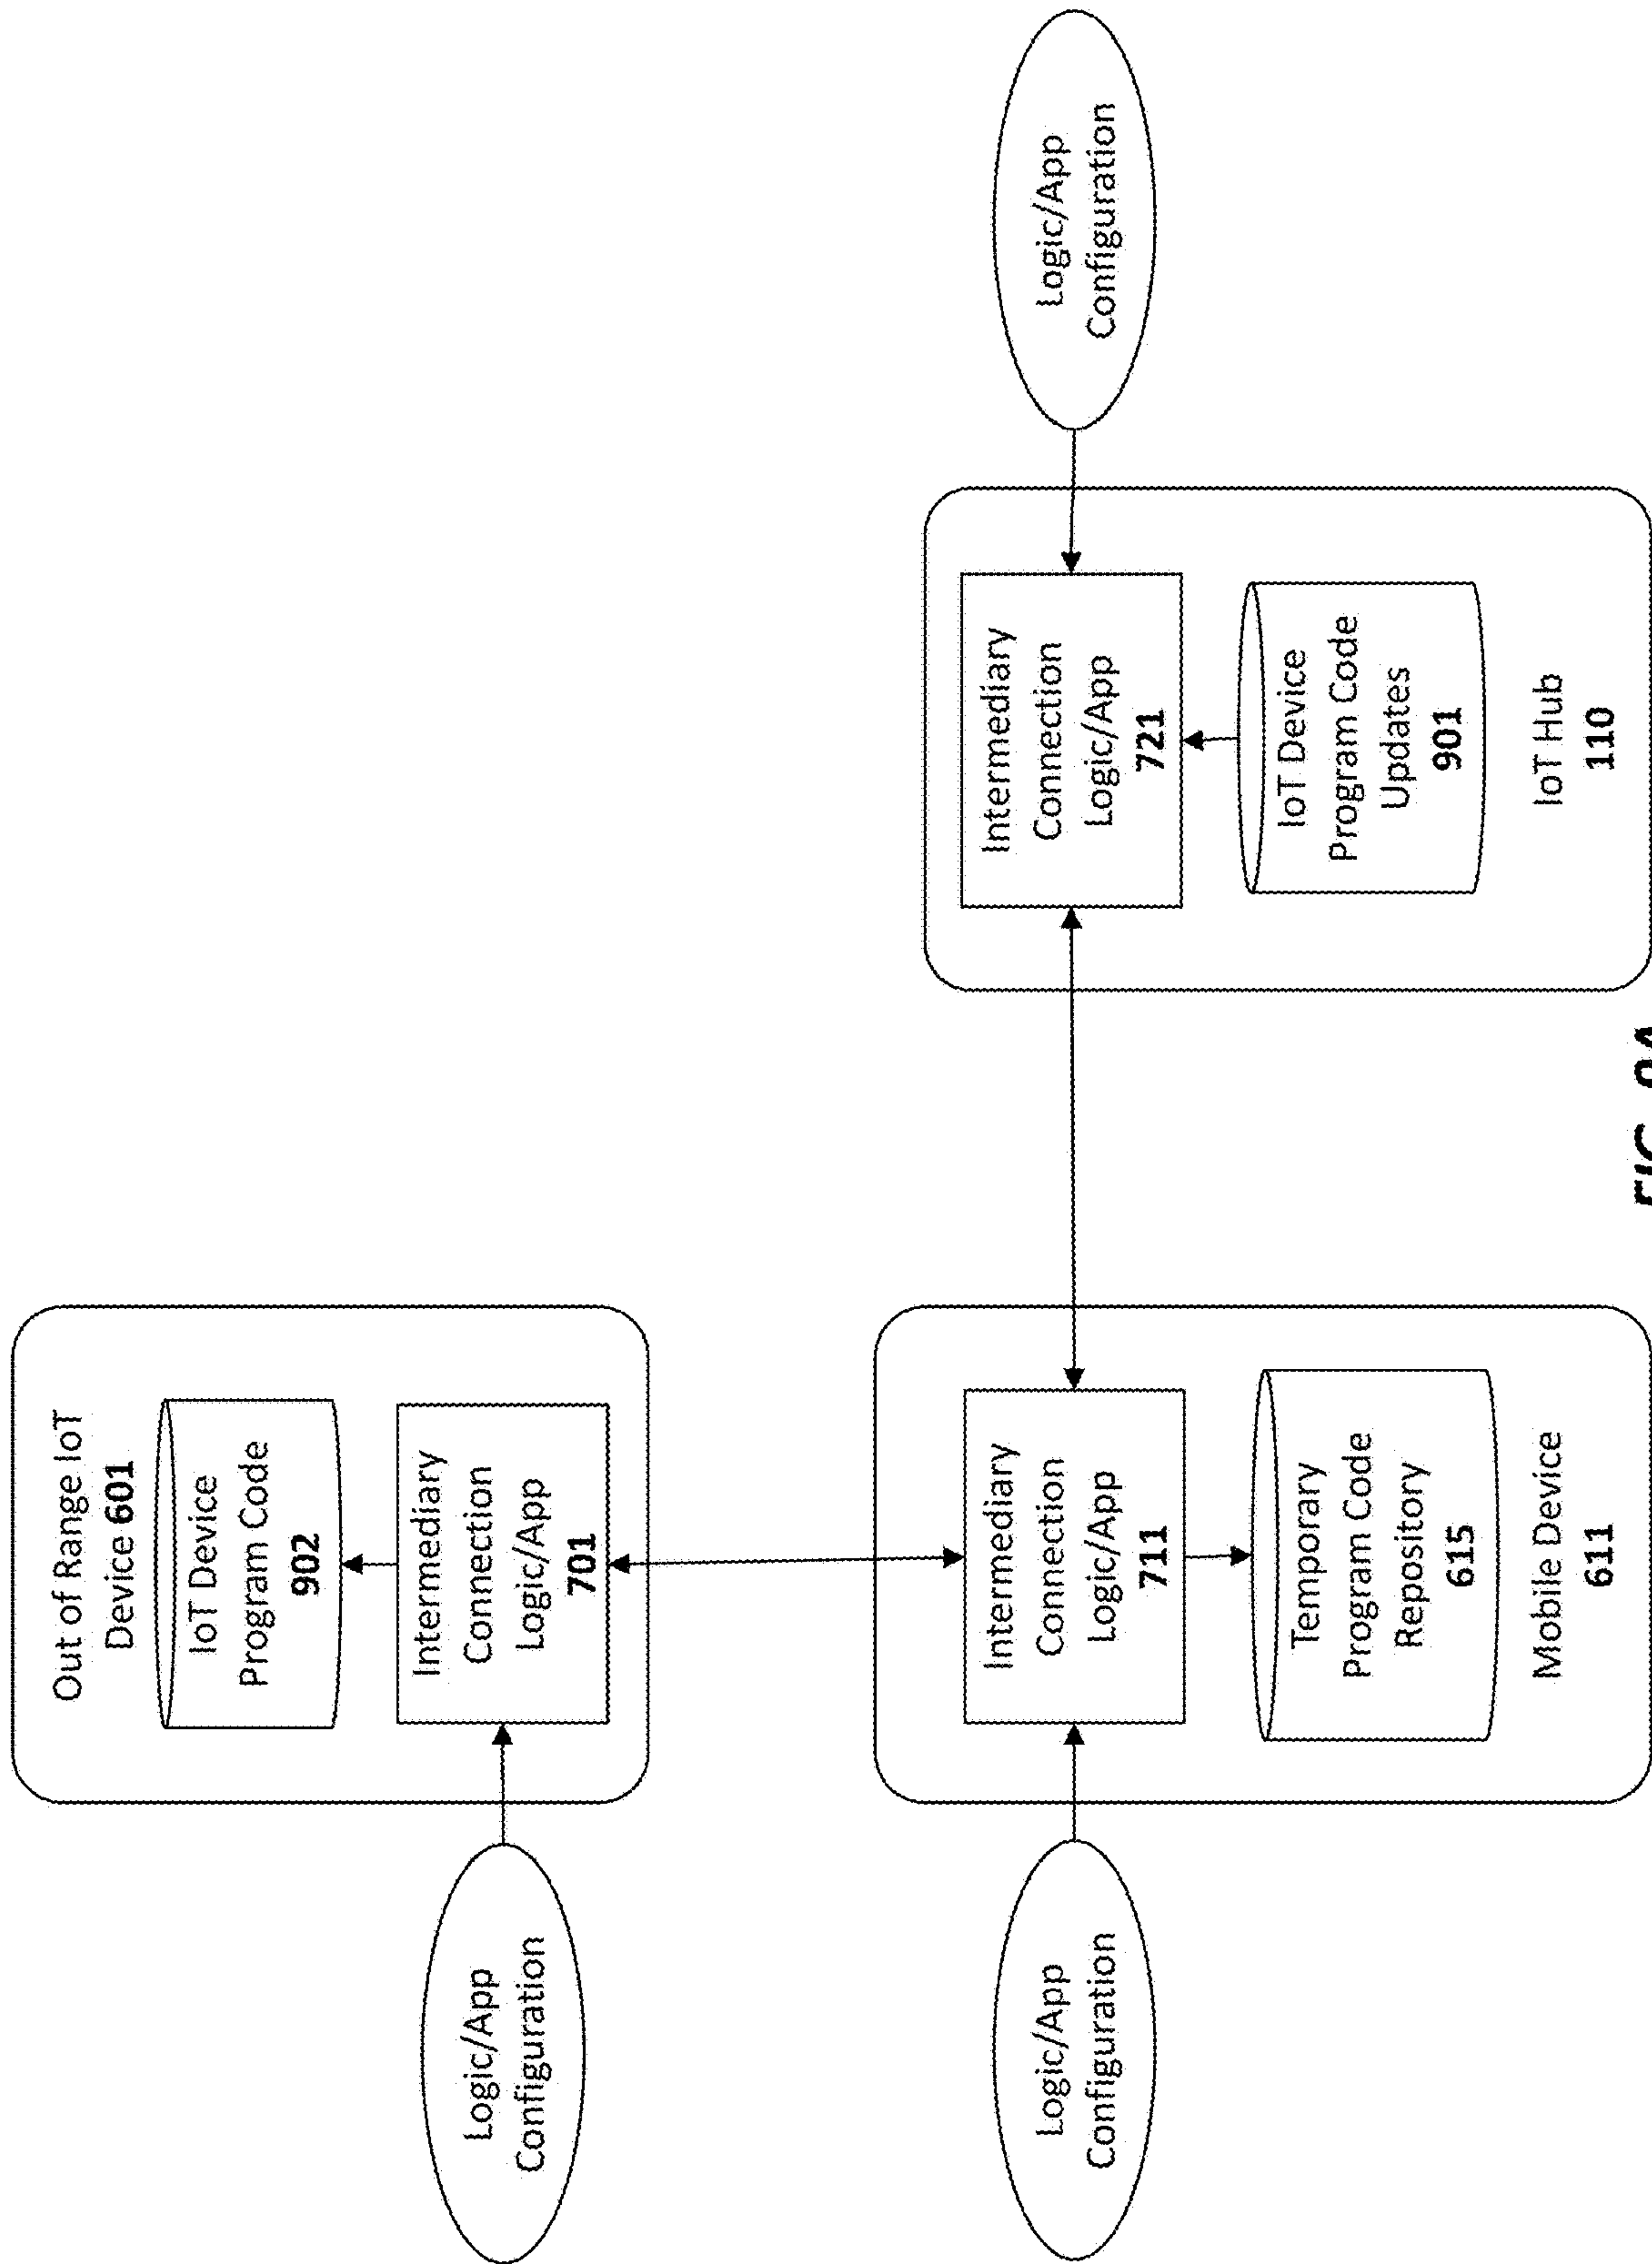 Out of Range IoT
Device 601
IoT Device
Program Code
902
Logic/App
Configuration
Intermediary
Connection
Logic/App
701
Logic/App
Configuration
Intermediary
Connection
Logic/App
711
Temporary
Program Code
Repository
615
Mobile Device
611
Intermediary
Connection
Logic/App
721
IoT Device
Program Code
Updates
901
IoT Hub
110
Logic/App
Configuration
FIG.